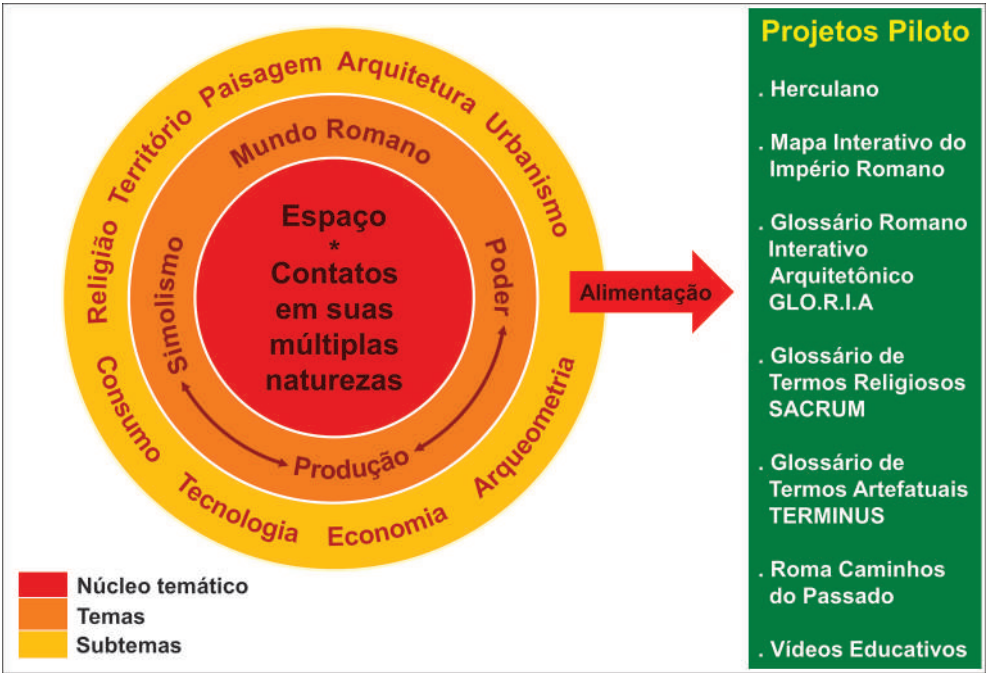 Religião Território Paisagem Arquitetura Urbanismo
Consumo Tecnologia Economia Arqueometria
Mundo Romano
Simolismo
Poder
Produção
Espaço
*
Contatos
em suas
múltiplas
naturezas
Alimentação
Núcleo temático
Temas
Subtemas
Projetos Piloto
. Herculano
. Mapa Interativo do
Império Romano
. Glossário Romano
Interativo
Arquitetônico
GLO.R.I.A
. Glossário de
Termos Religiosos
SACRUM
. Glossário de
Termos Artefatuais
TERMINUS
. Roma Caminhos
do Passado
. Vídeos Educativos